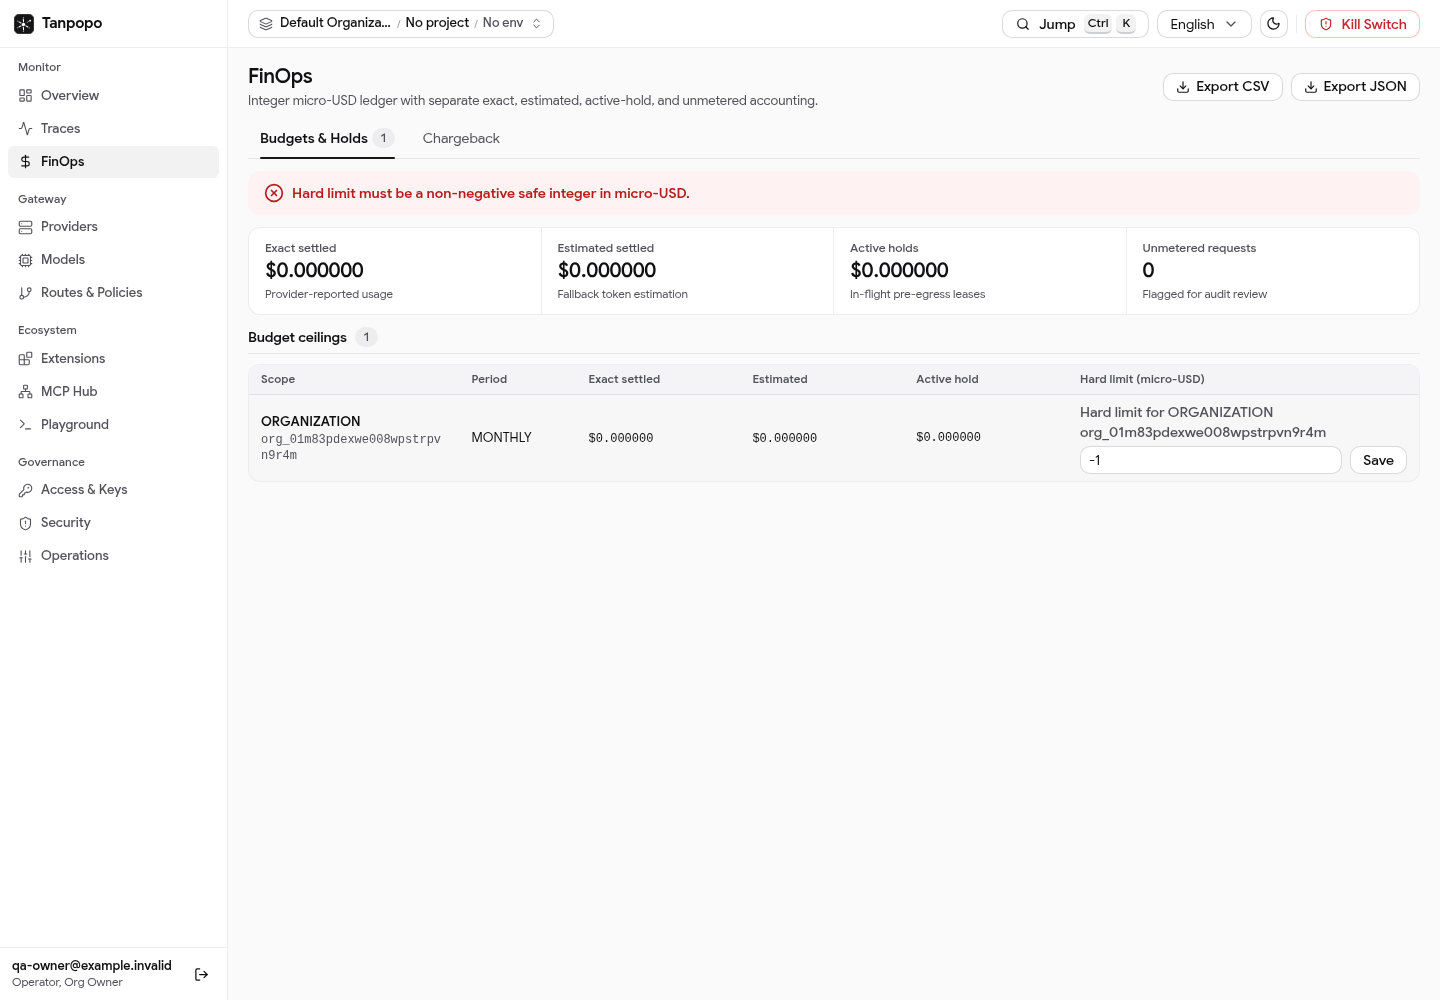 Tanpopo
Default Organiza... / No project / No env
Jump Ctrl K
English
Kill Switch
Monitor
Overview
Traces
FinOps
Gateway
Providers
Models
Routes & Policies
Ecosystem
Extensions
MCP Hub
Playground
Governance
Access & Keys
Security
Operations
qa-owner@example.invalid
Operator, Org Owner
FinOps
Integer micro-USD ledger with separate exact, estimated, active-hold, and unmetered accounting.
Export CSV
Export JSON
Budgets & Holds 1
Chargeback
Hard limit must be a non-negative safe integer in micro-USD.
Exact settled
$0.000000
Provider-reported usage
Estimated settled
$0.000000
Fallback token estimation
Active holds
$0.000000
In-flight pre-egress leases
Unmetered requests
0
Flagged for audit review
Budget ceilings 1
Scope Period Exact settled Estimated Active hold Hard limit (micro-USD)
ORGANIZATION
org_01m83pdexwe008wpstrpv
n9r4m
MONTHLY
$0.000000
$0.000000
$0.000000
Hard limit for ORGANIZATION
org_01m83pdexwe008wpstrpvn9r4m
-1
Save